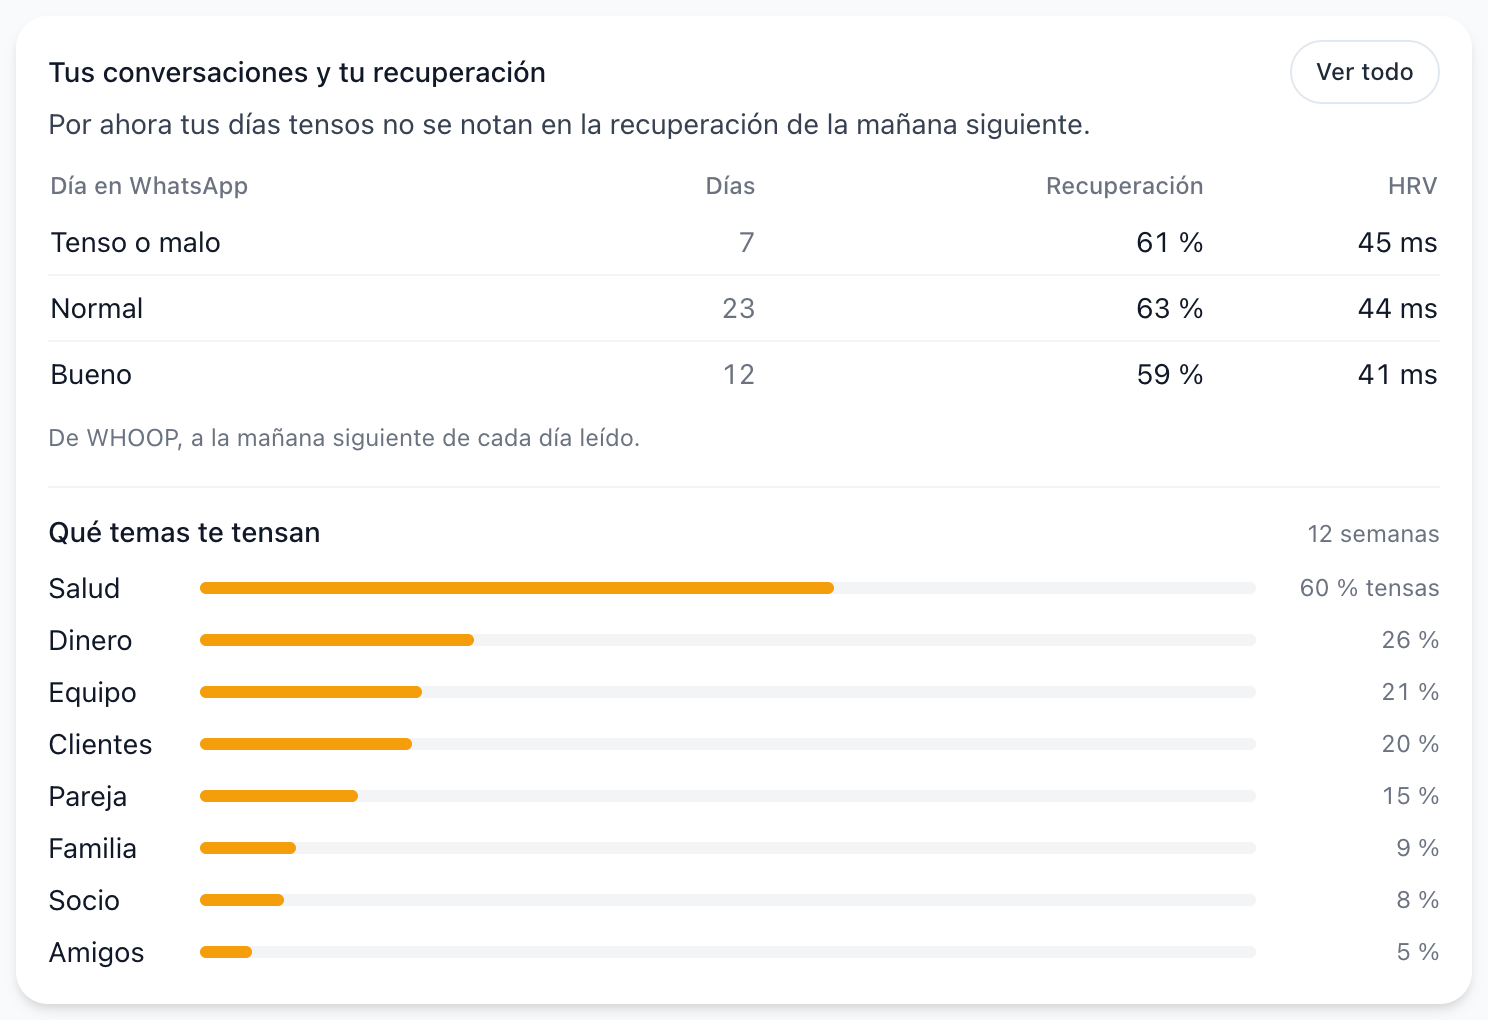 Tus conversaciones y tu recuperación
Ver todo
Por ahora tus días tensos no se notan en la recuperación de la mañana siguiente.
Día en WhatsApp Días Recuperación HRV
Tenso o malo 7 61 % 45 ms
Normal 23 63 % 44 ms
Bueno 12 59 % 41 ms
De WHOOP, a la mañana siguiente de cada día leído.
Qué temas te tensan 12 semanas
Salud 60 % tensas
Dinero 26 %
Equipo 21 %
Clientes 20 %
Pareja 15 %
Familia 9 %
Socio 8 %
Amigos 5 %